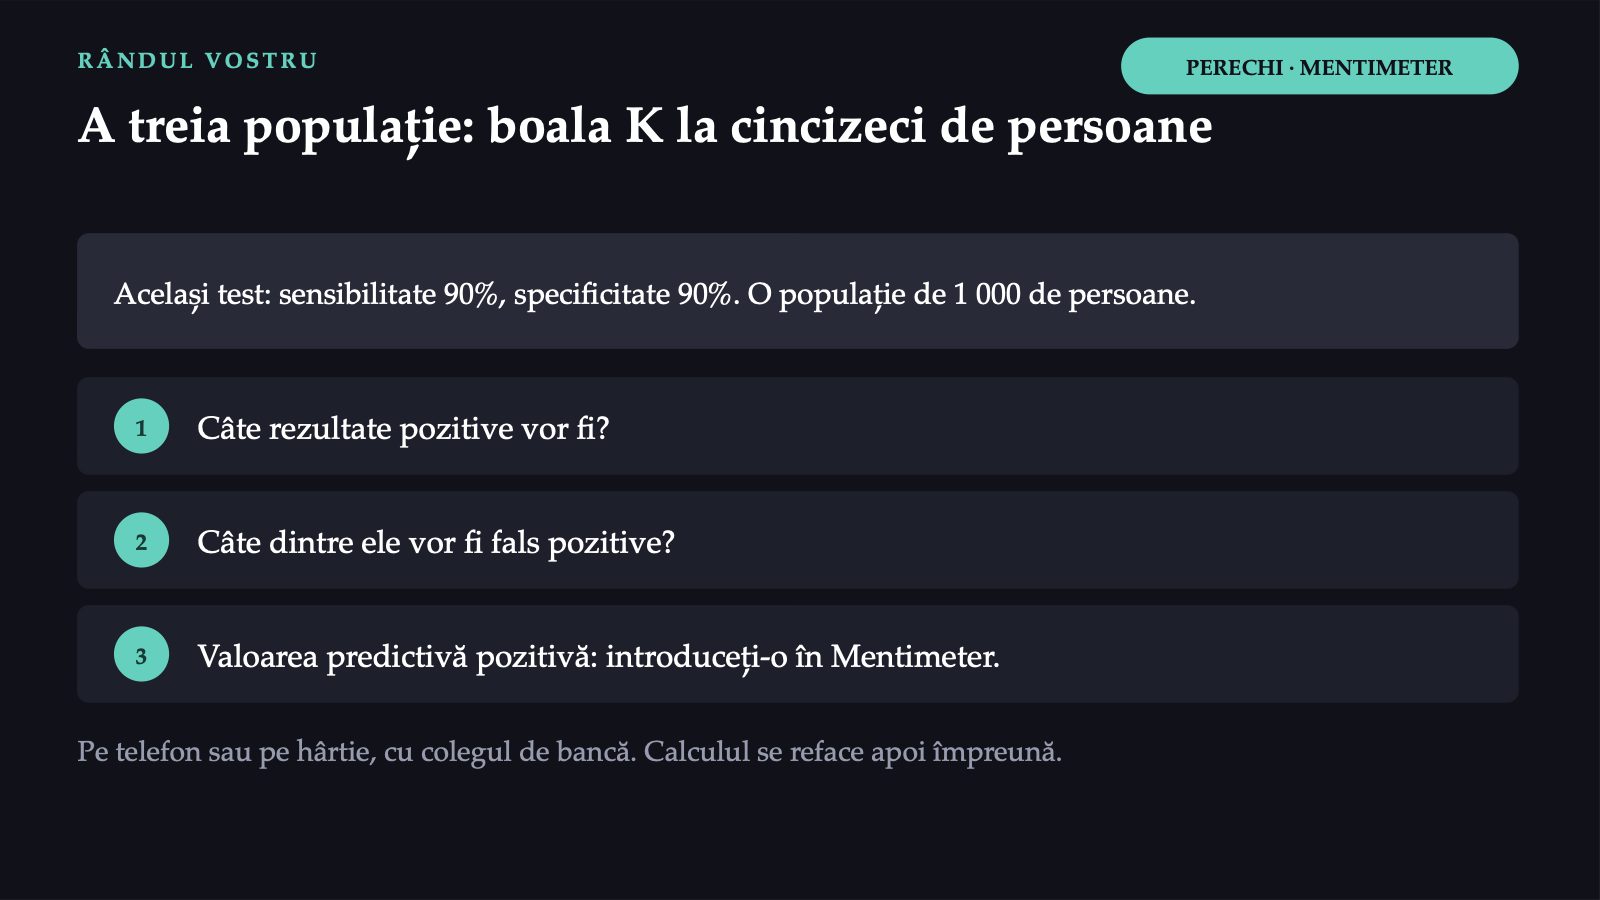 RÂNDUL VOSTRU
PERECHI · MENTIMETER
A treia populație: boala K la cincizeci de persoane
Același test: sensibilitate 90%, specificitate 90%. O populație de 1 000 de persoane.
1 Câte rezultate pozitive vor fi?
2 Câte dintre ele vor fi fals pozitive?
3 Valoarea predictivă pozitivă: introduceți-o în Mentimeter.
Pe telefon sau pe hârtie, cu colegul de bancă. Calculul se reface apoi împreună.